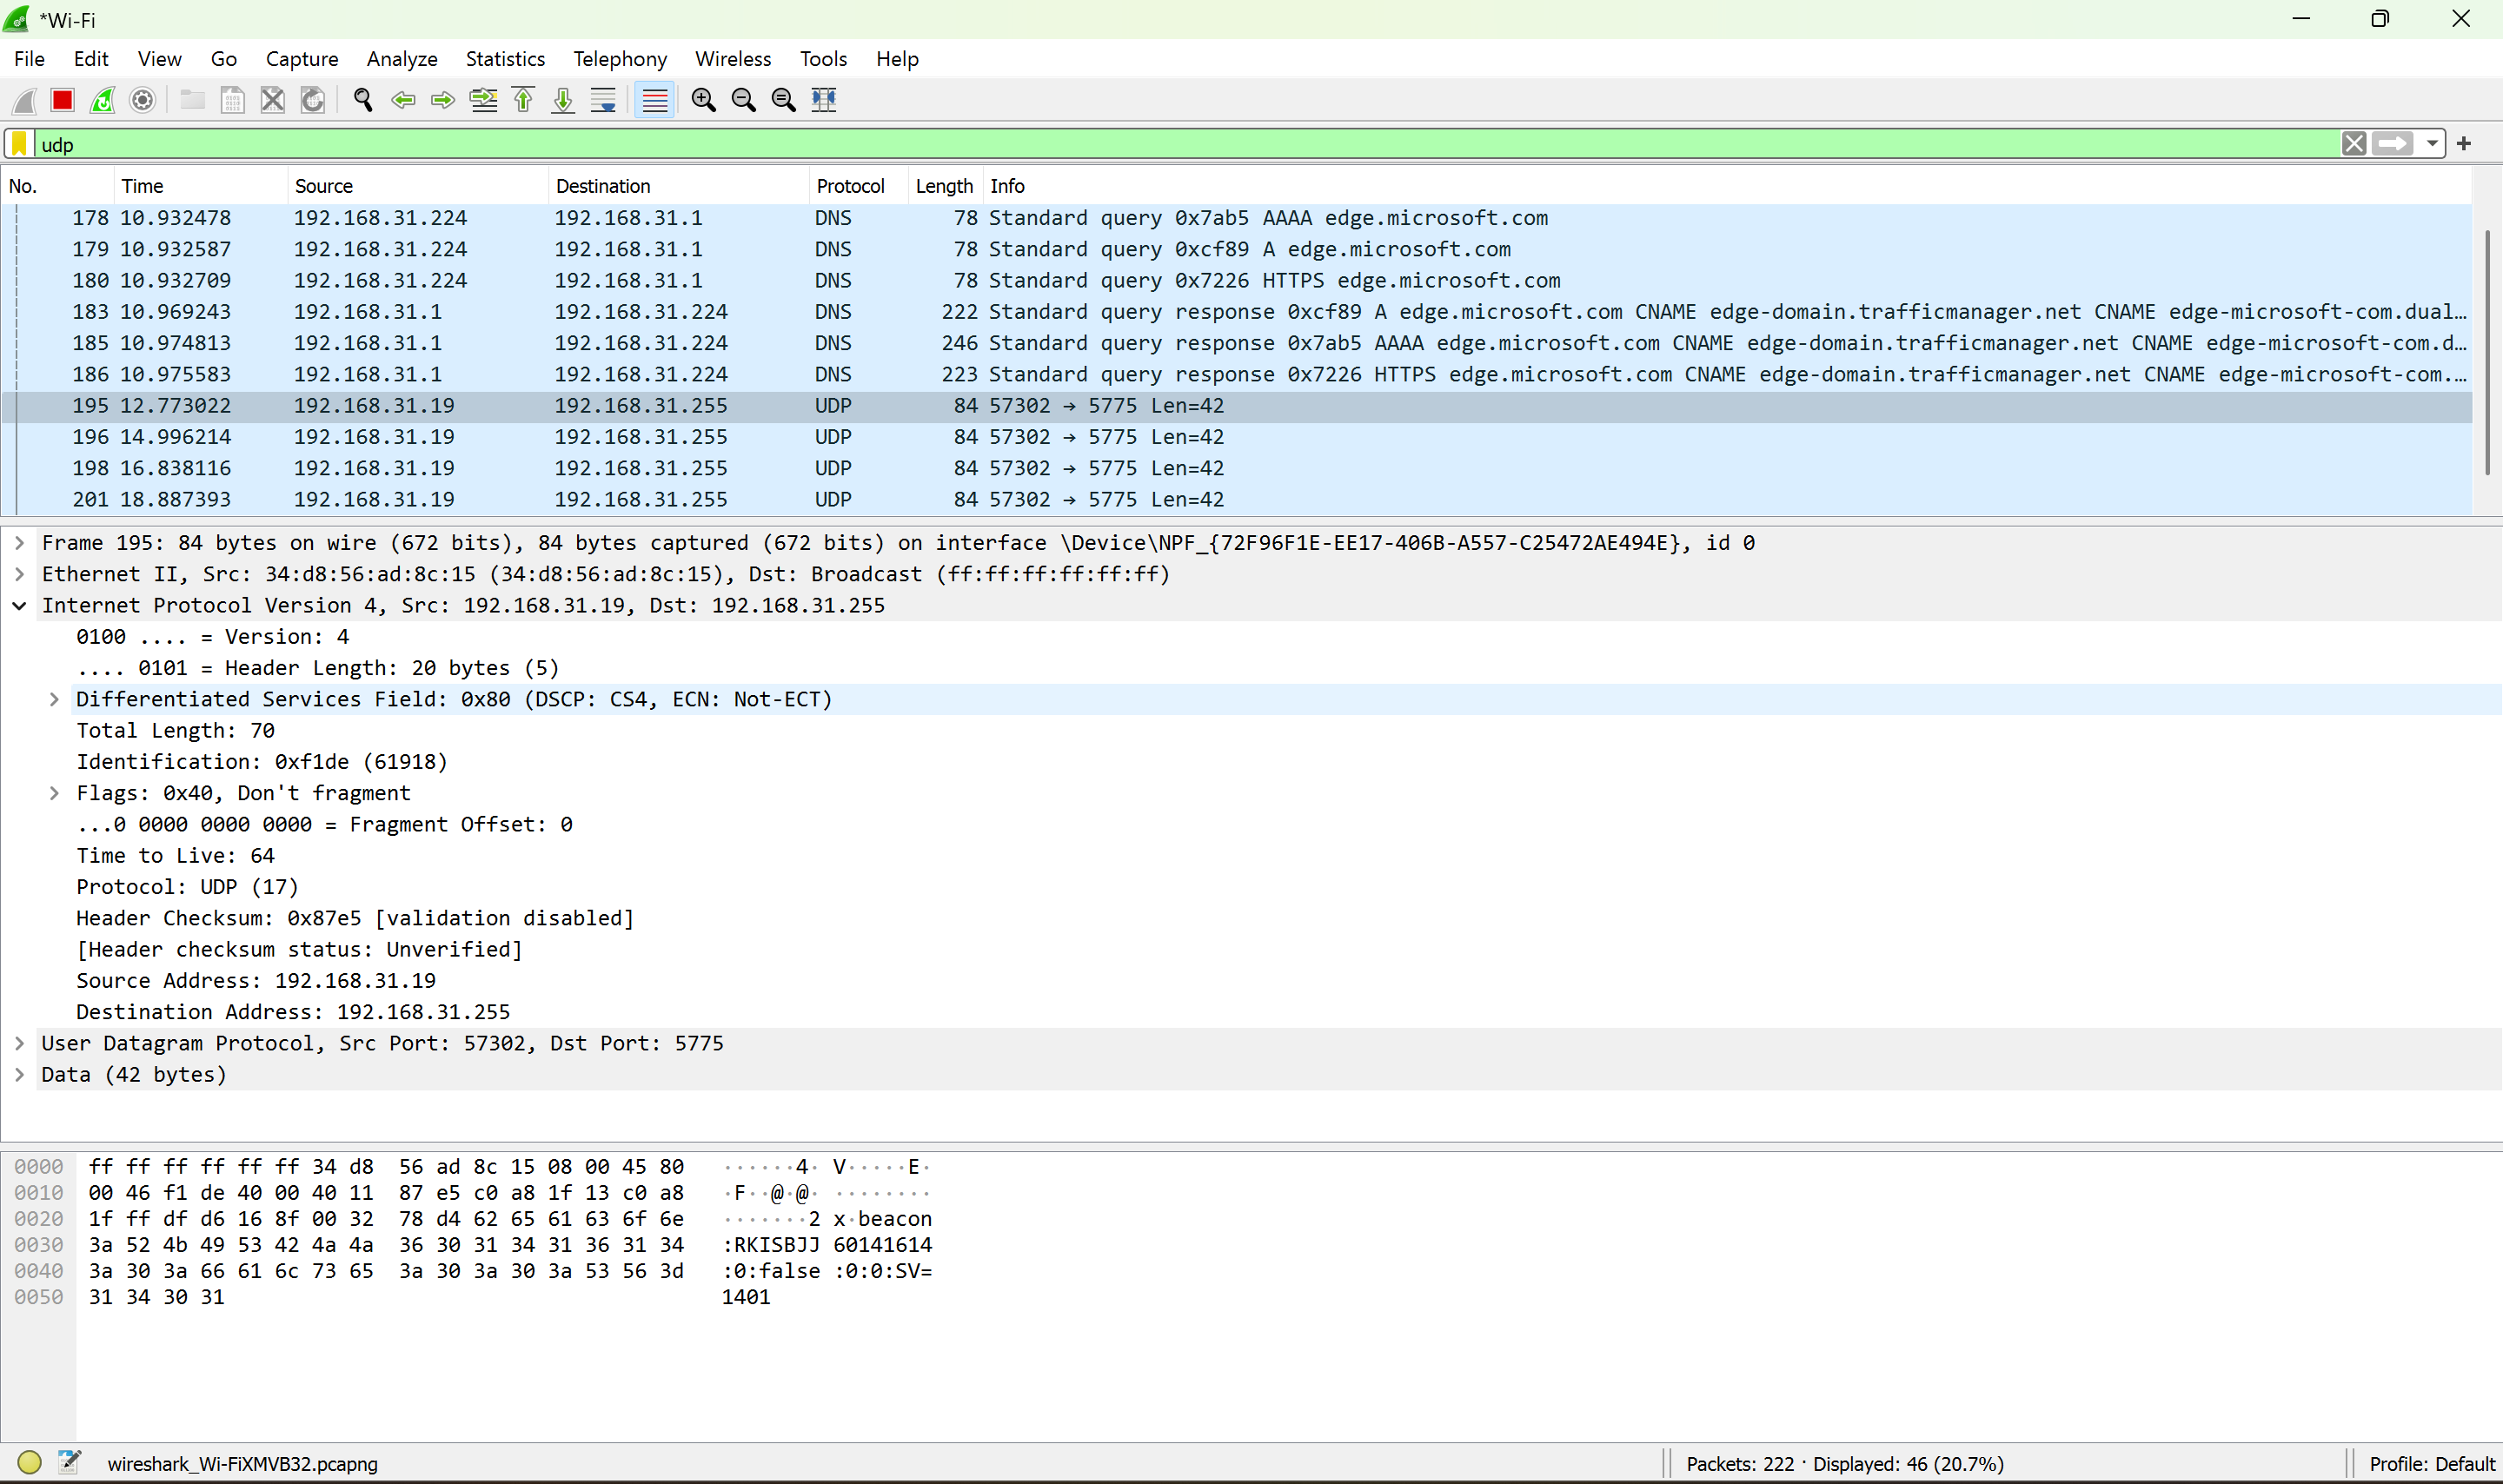 *Wi-Fi
File Edit View Go Capture Analyze Statistics Telephony Wireless Tools Help
udp
No. Time Source Destination Protocol Length Info
178 10.932478 192.168.31.224 192.168.31.1 DNS 78 Standard query 0x7ab5 AAAA edge.microsoft.com
179 10.932587 192.168.31.224 192.168.31.1 DNS 78 Standard query 0xcf89 A edge.microsoft.com
180 10.932709 192.168.31.224 192.168.31.1 DNS 78 Standard query 0x7226 HTTPS edge.microsoft.com
183 10.969243 192.168.31.1 192.168.31.224 DNS 222 Standard query response 0xcf89 A edge.microsoft.com CNAME edge-domain.trafficmanager.net CNAME edge-microsoft-com.dual…
185 10.974813 192.168.31.1 192.168.31.224 DNS 246 Standard query response 0x7ab5 AAAA edge.microsoft.com CNAME edge-domain.trafficmanager.net CNAME edge-microsoft-com.d…
186 10.975583 192.168.31.1 192.168.31.224 DNS 223 Standard query response 0x7226 HTTPS edge.microsoft.com CNAME edge-domain.trafficmanager.net CNAME edge-microsoft-com.…
195 12.773022 192.168.31.19 192.168.31.255 UDP 84 57302 → 5775 Len=42
196 14.996214 192.168.31.19 192.168.31.255 UDP 84 57302 → 5775 Len=42
198 16.838116 192.168.31.19 192.168.31.255 UDP 84 57302 → 5775 Len=42
201 18.887393 192.168.31.19 192.168.31.255 UDP 84 57302 → 5775 Len=42
Frame 195: 84 bytes on wire (672 bits), 84 bytes captured (672 bits) on interface \Device\NPF_{72F96F1E-EE17-406B-A557-C25472AE494E}, id 0
Ethernet II, Src: 34:d8:56:ad:8c:15 (34:d8:56:ad:8c:15), Dst: Broadcast (ff:ff:ff:ff:ff:ff)
Internet Protocol Version 4, Src: 192.168.31.19, Dst: 192.168.31.255
0100 .... = Version: 4
.... 0101 = Header Length: 20 bytes (5)
Differentiated Services Field: 0x80 (DSCP: CS4, ECN: Not-ECT)
Total Length: 70
Identification: 0xf1de (61918)
Flags: 0x40, Don't fragment
...0 0000 0000 0000 = Fragment Offset: 0
Time to Live: 64
Protocol: UDP (17)
Header Checksum: 0x87e5 [validation disabled]
[Header checksum status: Unverified]
Source Address: 192.168.31.19
Destination Address: 192.168.31.255
User Datagram Protocol, Src Port: 57302, Dst Port: 5775
Data (42 bytes)
0000 ff ff ff ff ff ff 34 d8 56 ad 8c 15 08 00 45 80 ······4· V·····E·
0010 00 46 f1 de 40 00 40 11 87 e5 c0 a8 1f 13 c0 a8 ·F··@·@· ········
0020 1f ff df d6 16 8f 00 32 78 d4 62 65 61 63 6f 6e ·······2 x·beacon
0030 3a 52 4b 49 53 42 4a 4a 36 30 31 34 31 36 31 34 :RKISBJJ 60141614
0040 3a 30 3a 66 61 6c 73 65 3a 30 3a 30 3a 53 56 3d :0:false :0:0:SV=
0050 31 34 30 31 1401
wireshark_Wi-FiXMVB32.pcapng Packets: 222 · Displayed: 46 (20.7%) Profile: Default